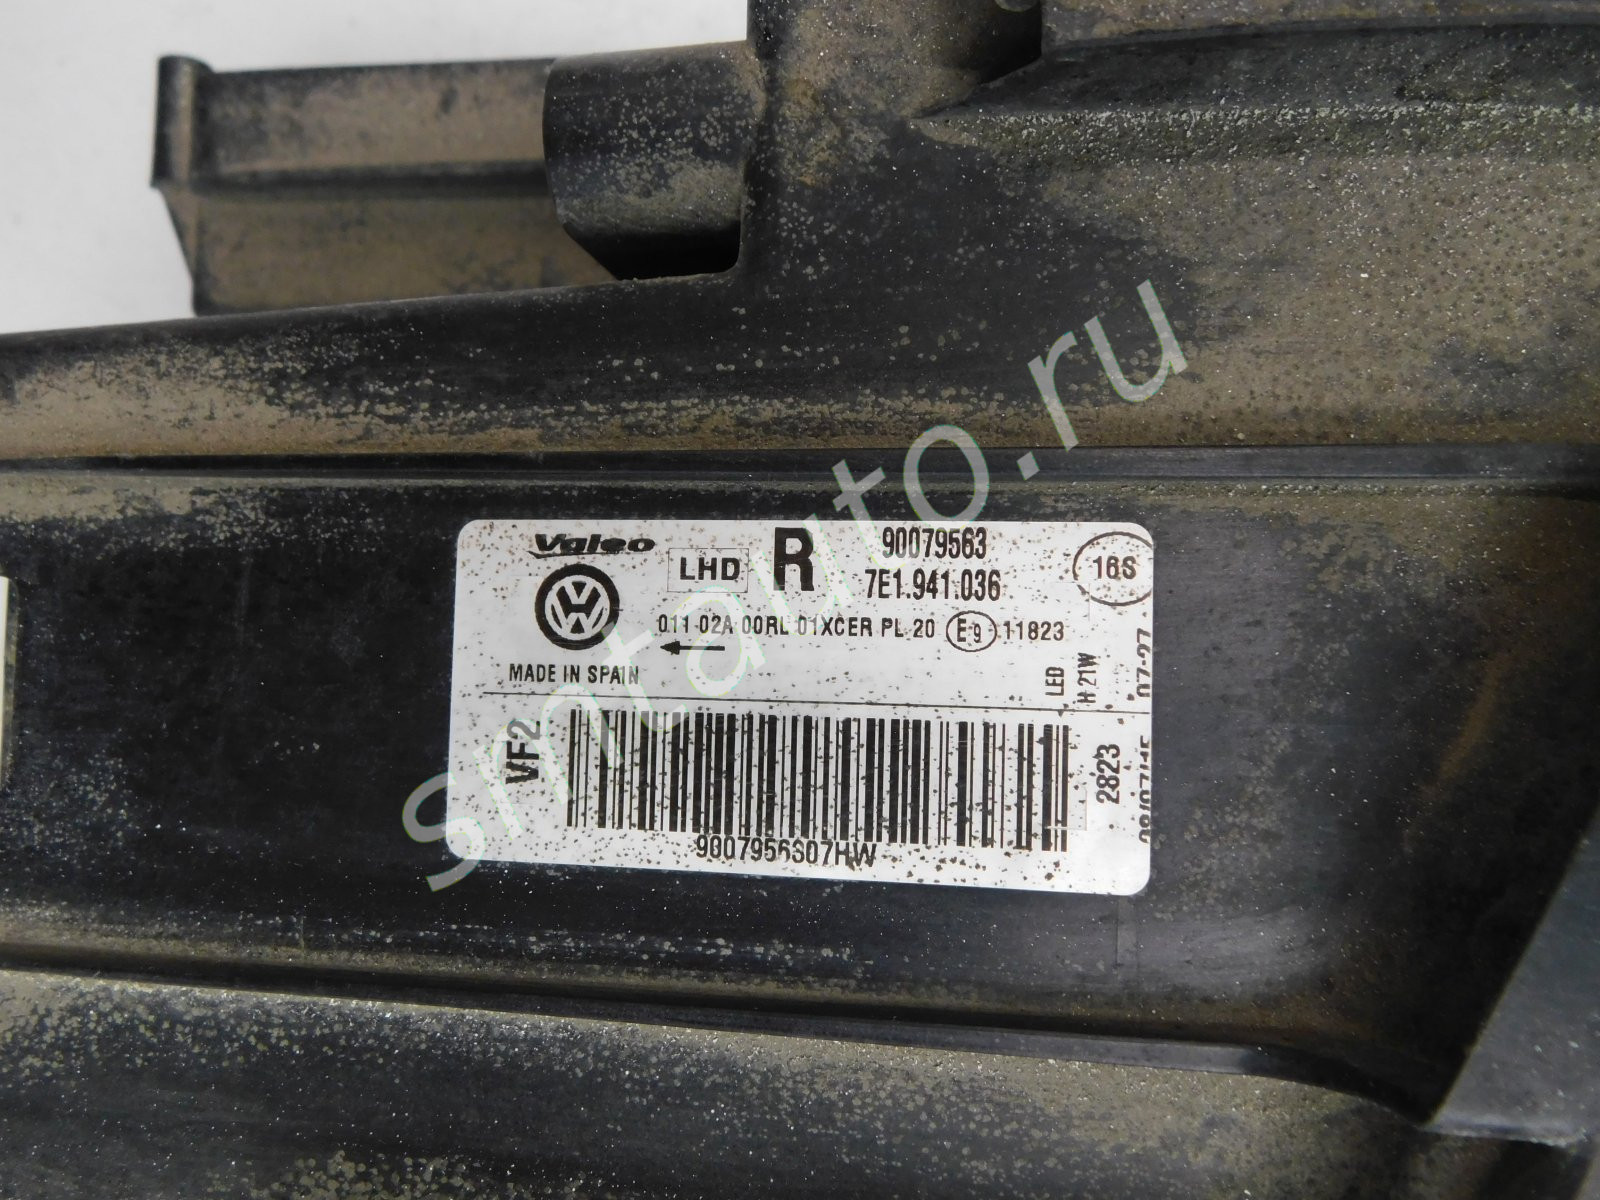 Valeo
LHD
R
90079563
7E1.941.036
16S
011 02A 00RL 01XCER PL 20 E9 11823
MADE IN SPAIN
LED
H 21W
07-27
VF2
2823
smtauto.ru